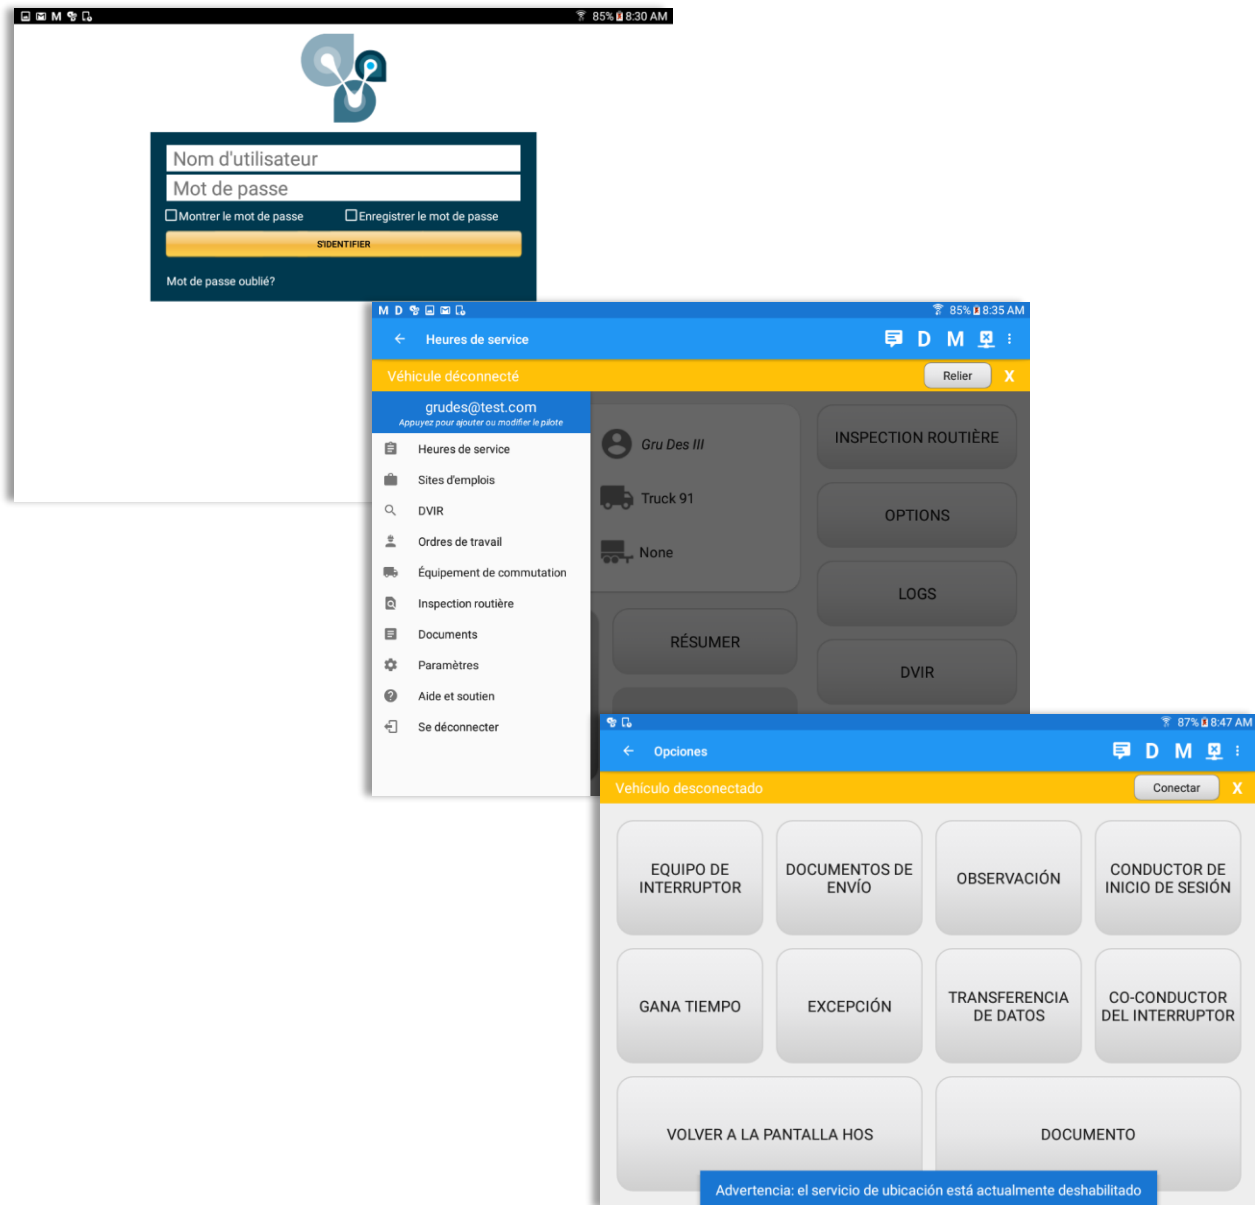 M
85% 8:30 AM
Nom d'utilisateur
Mot de passe
Montrer le mot de passe
Enregistrer le mot de passe
S'IDENTIFIER
Mot de passe oublié?
M D
85% 8:35 AM
Heures de service
D M
Véhicule déconnecté
Relier X
grudes@test.com
Appuyez pour ajouter ou modifier le pilote
Heures de service
Sites d'emplois
DVIR
Ordres de travail
Équipement de commutation
Inspection routière
Documents
Paramètres
Aide et soutien
Se déconnecter
Gru Des III
Truck 91
None
RÉSUMER
INSPECTION ROUTIÈRE
OPTIONS
LOGS
DVIR
87% 8:47 AM
Opciones
D M
Vehículo desconectado
Conectar X
EQUIPO DE
INTERRUPTOR
DOCUMENTOS DE
ENVÍO
OBSERVACIÓN
CONDUCTOR DE
INICIO DE SESIÓN
GANA TIEMPO
EXCEPCIÓN
TRANSFERENCIA
DE DATOS
CO-CONDUCTOR
DEL INTERRUPTOR
VOLVER A LA PANTALLA HOS
DOCUMENTO
Advertencia: el servicio de ubicación está actualmente deshabilitado